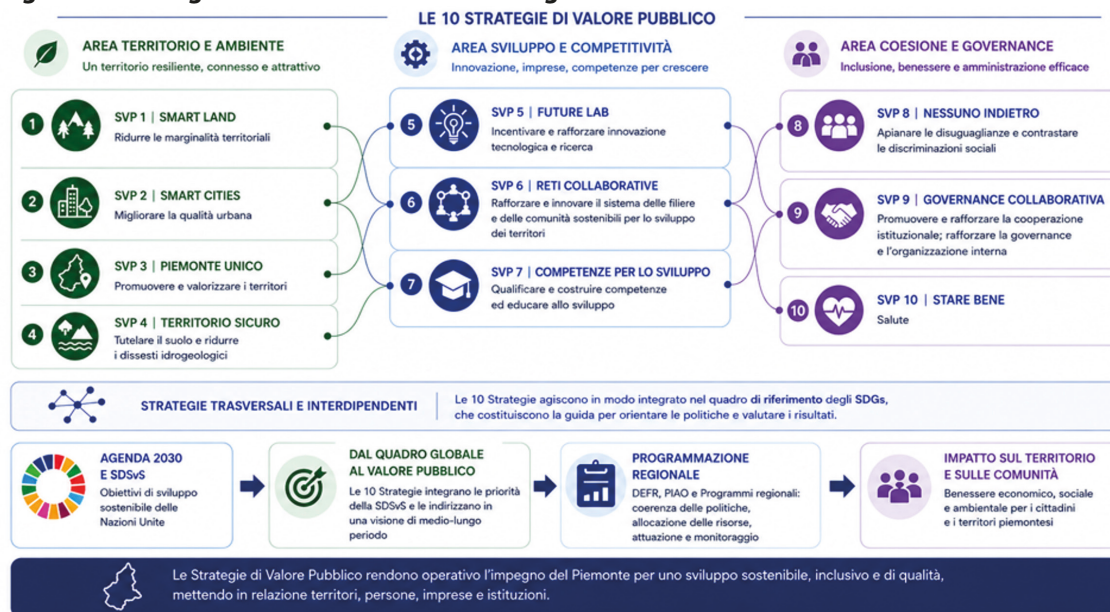 LE 10 STRATEGIE DI VALORE PUBBLICO
AREA TERRITORIO E AMBIENTE
Un territorio resiliente, connesso e attrattivo
1
SVP 1 | SMART LAND
Ridurre le marginalità territoriali
2
SVP 2 | SMART CITIES
Migliorare la qualità urbana
3
SVP 3 | PIEMONTE UNICO
Promuovere e valorizzare i territori
4
SVP 4 | TERRITORIO SICURO
Tutelare il suolo e ridurre
i dissesti idrogeologici
AREA SVILUPPO E COMPETITIVITÀ
Innovazione, imprese, competenze per crescere
5
SVP 5 | FUTURE LAB
Incentivare e rafforzare innovazione
tecnologica e ricerca
6
SVP 6 | RETI COLLABORATIVE
Rafforzare e innovare il sistema delle filiere
e delle comunità sostenibili per lo sviluppo
dei territori
7
SVP 7 | COMPETENZE PER LO SVILUPPO
Qualificare e costruire competenze
ed educare allo sviluppo
AREA COESIONE E GOVERNANCE
Inclusione, benessere e amministrazione efficace
8
SVP 8 | NESSUNO INDIETRO
Apianare le disuguaglianze e contrastare
le discriminazioni sociali
9
SVP 9 | GOVERNANCE COLLABORATIVA
Promuovere e rafforzare la cooperazione
istituzionale; rafforzare la governance
e l'organizzazione interna
10
SVP 10 | STARE BENE
Salute
STRATEGIE TRASVERSALI E INTERDIPENDENTI
Le 10 Strategie agiscono in modo integrato nel quadro di riferimento degli SDGs,
che costituiscono la guida per orientare le politiche e valutare i risultati.
AGENDA 2030
E SDSvS
Obiettivi di sviluppo
sostenibile delle
Nazioni Unite
DAL QUADRO GLOBALE
AL VALORE PUBBLICO
Le 10 Strategie integrano le priorità
della SDSvS e le indirizzano in
una visione di medio-lungo
periodo
PROGRAMMAZIONE
REGIONALE
DEFR, PIAO e Programmi regionali:
coerenza delle politiche,
allocazione delle risorse,
attuazione e monitoraggio
IMPATTO SUL TERRITORIO
E SULLE COMUNITÀ
Benessere economico, sociale
e ambientale per i cittadini
e i territori piemontesi
Le Strategie di Valore Pubblico rendono operativo l'impegno del Piemonte per uno sviluppo sostenibile, inclusivo e di qualità,
mettendo in relazione territori, persone, imprese e istituzioni.